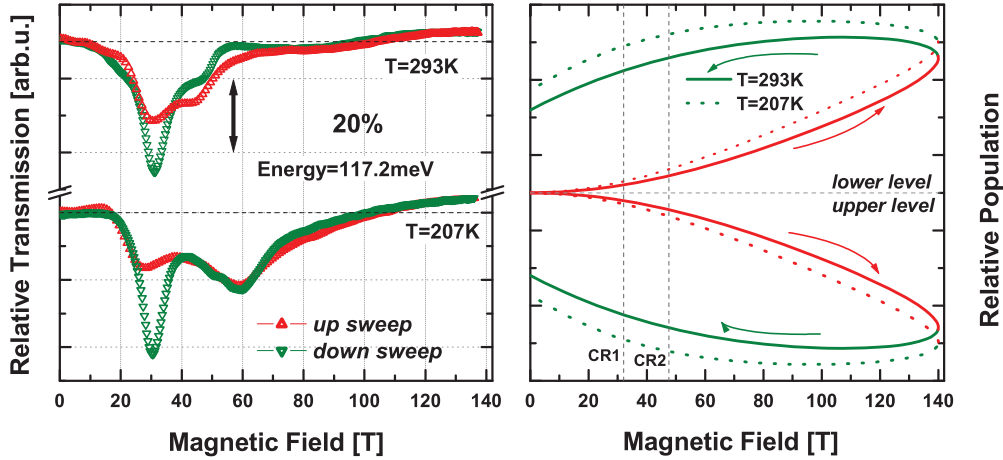 Relative Transmission [arb.u.]
T=293K
20%
Energy=117.2meV
T=207K
up sweep
down sweep
0 20 40 60 80 100 120 140
Magnetic Field [T]
T=293K
T=207K
lower level
upper level
CR1
CR2
0 20 40 60 80 100 120 140
Magnetic Field [T]
Relative Population